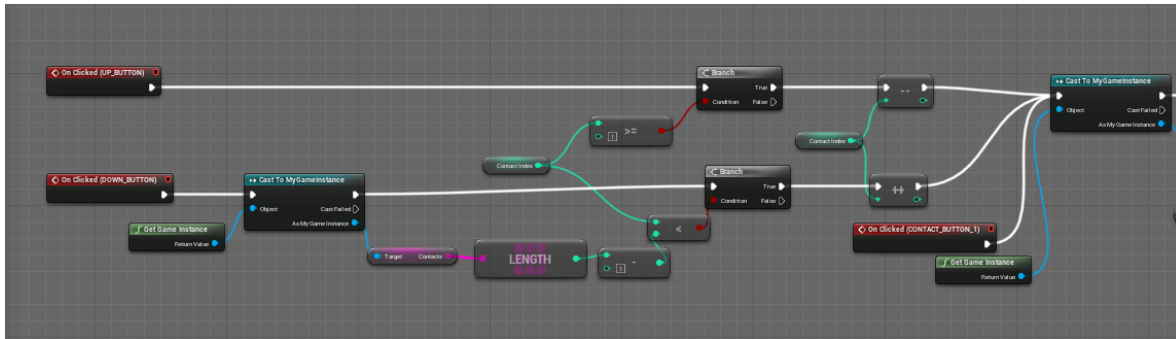 On Clicked (UP_BUTTON)
Branch
True
Condition
False
--
Cast To MyGameInstance
Object
Cast Failed
As My Game Instance
1
>=
Contact Index
Contact Index
On Clicked (DOWN_BUTTON)
Cast To MyGameInstance
Object
Cast Failed
As My Game Instance
Branch
True
Condition
False
++
Get Game Instance
Return Value
Target
Contacts
LENGTH
1
-
<
On Clicked (CONTACT_BUTTON_1)
Get Game Instance
Return Value